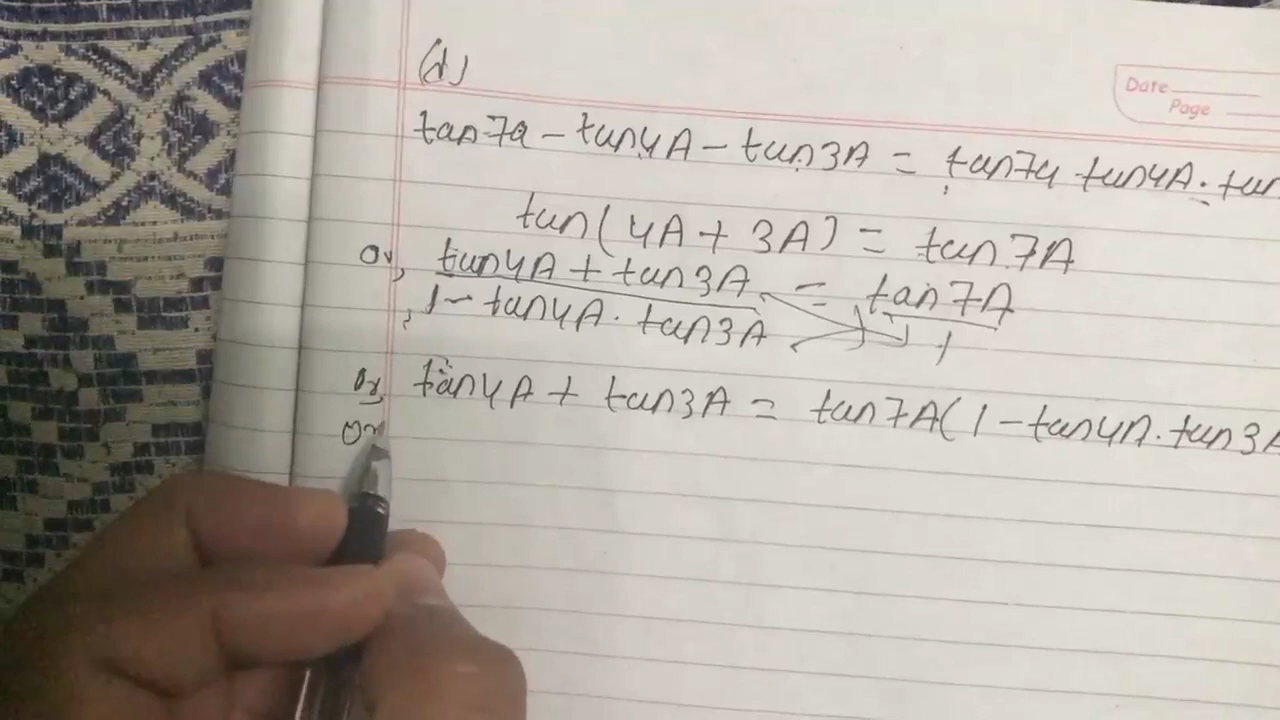 (d)
Date
Page
tan7a - tan4A - tan3A = tan7a tan4A . tan
tan(4A + 3A) = tan7A
Or, tan4A + tan3A / 1 - tan4A . tan3A = tan7A / 1
Or, tan4A + tan3A = tan7A(1 - tan4A . tan3A
Or